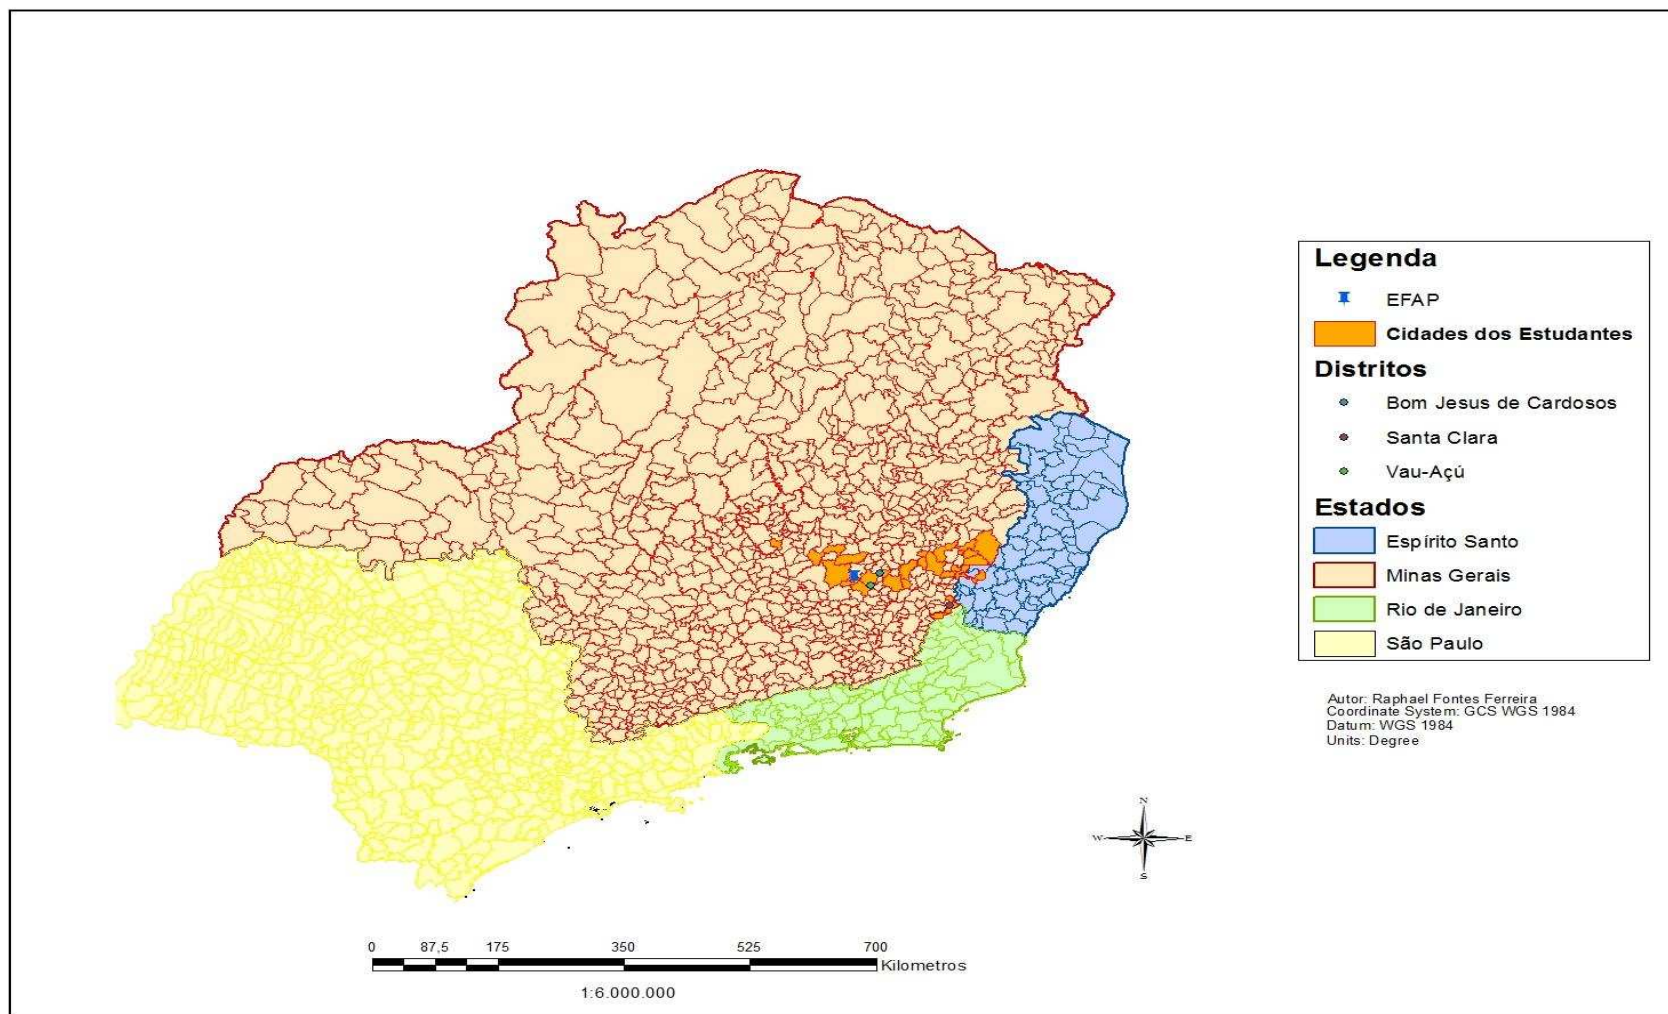 Legenda
EFAP
Cidades dos Estudantes
Distritos
Bom Jesus de Cardosos
Santa Clara
Vau-Açú
Estados
Espírito Santo
Minas Gerais
Rio de Janeiro
São Paulo
Autor: Raphael Fontes Ferreira
Coordinate System: GCS WGS 1984
Datum: WGS 1984
Units: Degree
N
W E
S
0 87,5 175 350 525 700
Kilometros
1:6.000.000